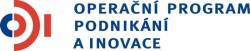 OPERAČNÍ PROGRAM
PODNIKÁNÍ
A INOVACE